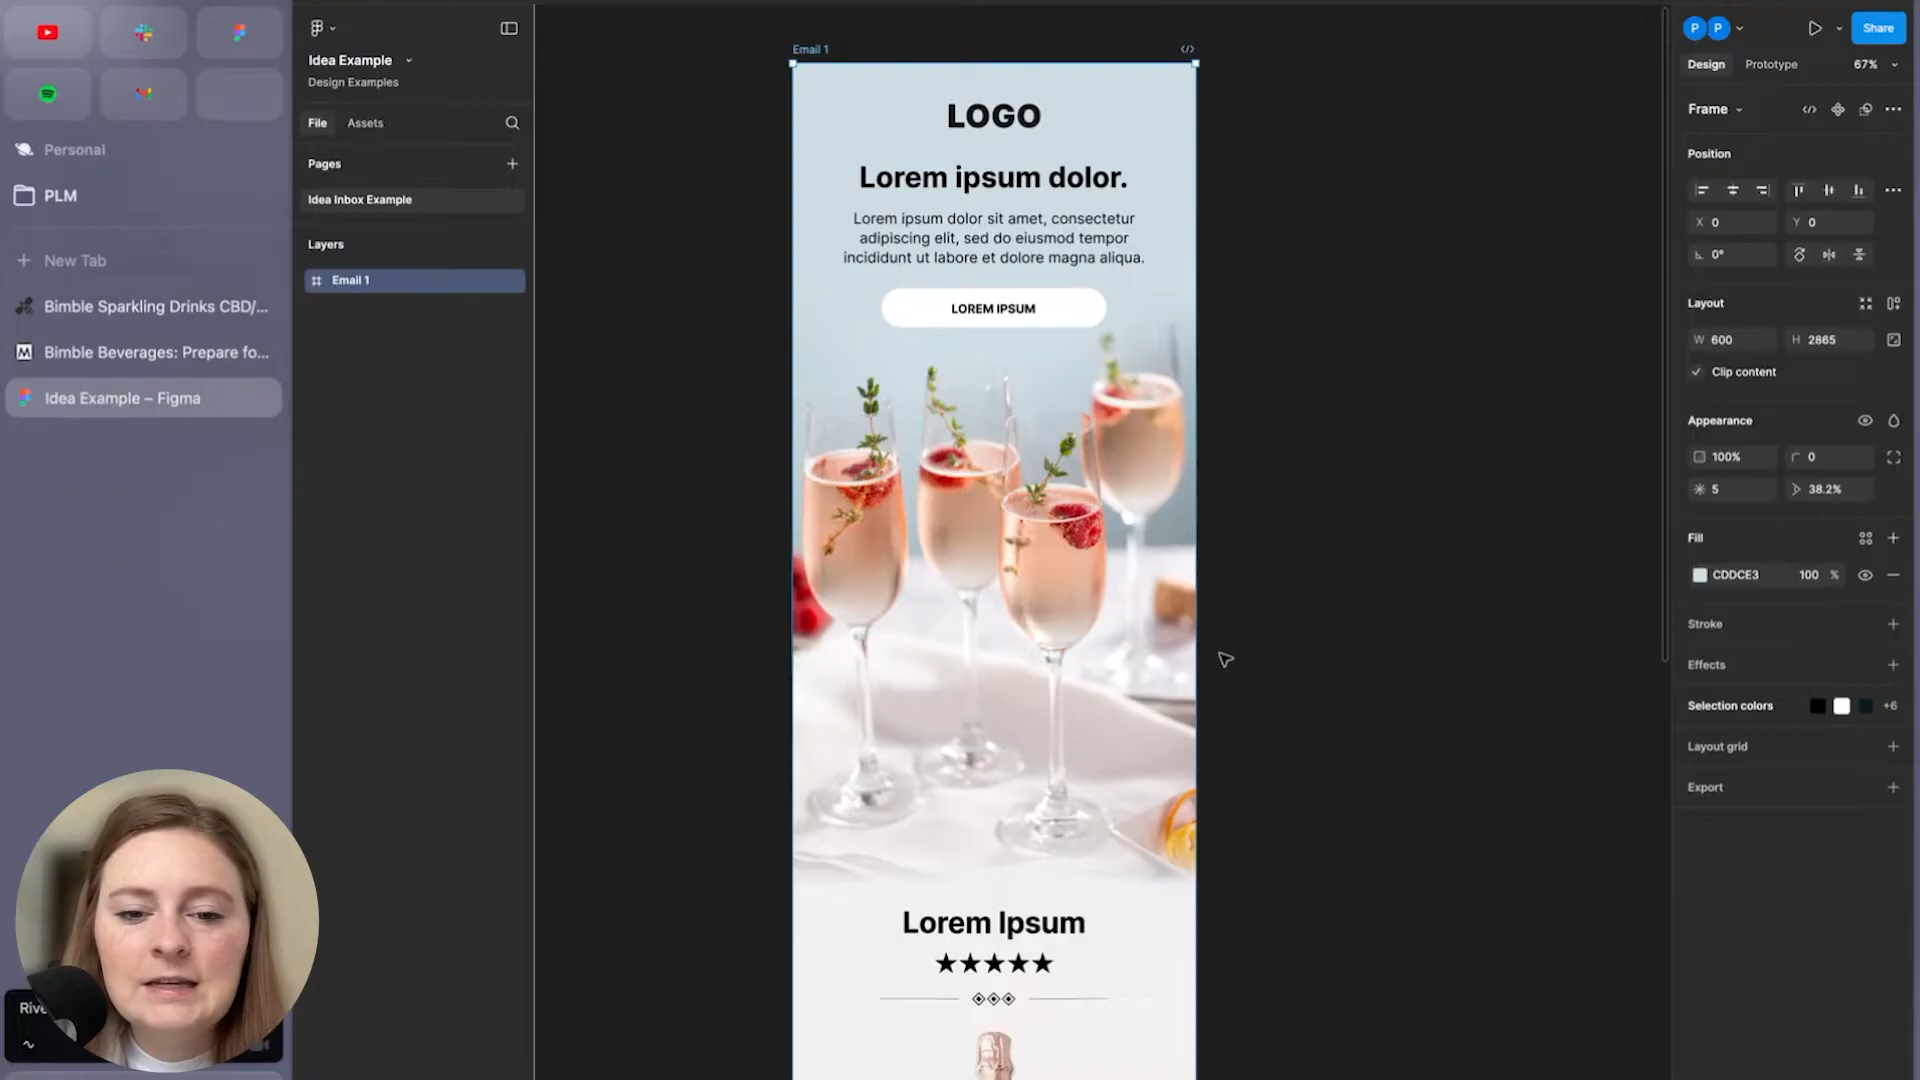 Personal
PLM
New Tab
Bimble Sparkling Drinks CBD/...
Bimble Beverages: Prepare fo...
Idea Example – Figma
Idea Example
Design Examples
File
Assets
Pages
Idea Inbox Example
Layers
Email 1
Email 1
LOGO
Lorem ipsum dolor.
Lorem ipsum dolor sit amet, consectetur
adipiscing elit, sed do eiusmod tempor
incididunt ut labore et dolore magna aliqua.
LOREM IPSUM
Lorem Ipsum
P P
Share
Design
Prototype
67%
Frame
Position
X 0
Y 0
0°
Layout
W 600
H 2865
Clip content
Appearance
100%
0
5
38.2%
Fill
CDDCE3 100 %
Stroke
Effects
Selection colors
+6
Layout grid
Export